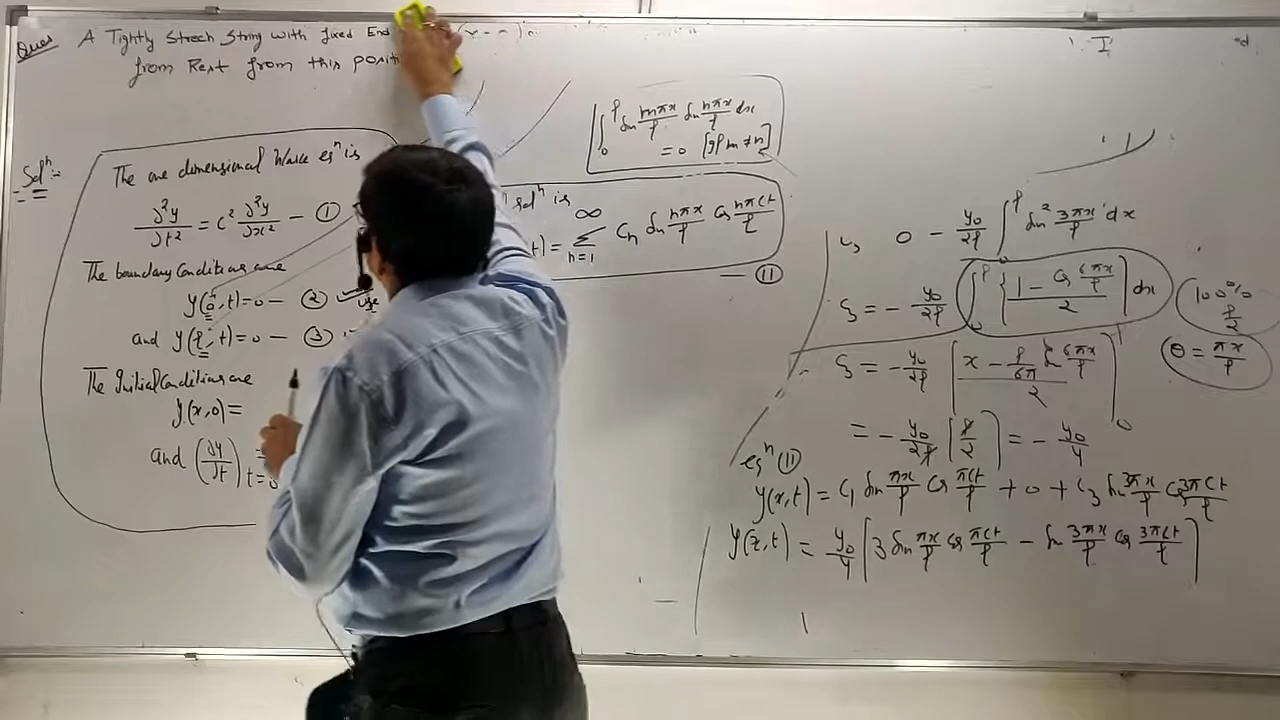 Ques A Tightly Strech String with fixed End
from Rest from this positi
Solⁿ :-
The one dimensional Wave eqⁿ is
∂²y/∂t² = c² ∂²y/∂x² — ①
The boundary Conditions are
y(0,t) = 0 — ② use
and y(l,t) = 0 — ③
The Initial Conditions are
y(x,0) =
and (∂y/∂t) t=0
∫₀ˡ sin mπx/l sin nπx/l dx
= 0 [if m ≠ n]
solⁿ is
t) = ∞ Σ n=1 Cₙ sin nπx/l cos nπct/l
— ⑪
0 - y₀/2l ∫ˡ sin² 3πx/l dx
C₃ = - y₀/2l ∫₀ˡ { 1 - cos 6πx/l / 2 } dx
100%
l/2
θ = πx/l
C₃ = - y₀/2l [ x - l/6π sin 6πx/l / 2 ]₀ˡ
= - y₀/2l [ l/2 ] = - y₀/4
eqⁿ ⑪
y(x,t) = C₁ sin πx/l cos πct/l + 0 + C₃ sin 3πx/l cos 3πct/l
y(x,t) = y₀/4 [ 3 sin πx/l cos πct/l - sin 3πx/l cos 3πct/l ]